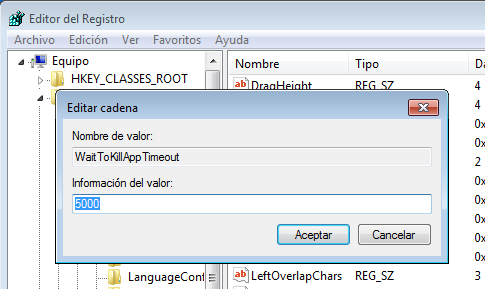 Editor del Registro
Archivo Edición Ver Favoritos Ayuda
Equipo
HKEY_CLASSES_ROOT
Nombre Tipo
DragHeight REG_SZ 4
Editar cadena
Nombre de valor:
WaitToKillAppTimeout
Información del valor:
5000
Aceptar Cancelar
4
0x
0x
2
0x
0x
0x
0x
LanguageConf
LeftOverlapChars REG_SZ 3